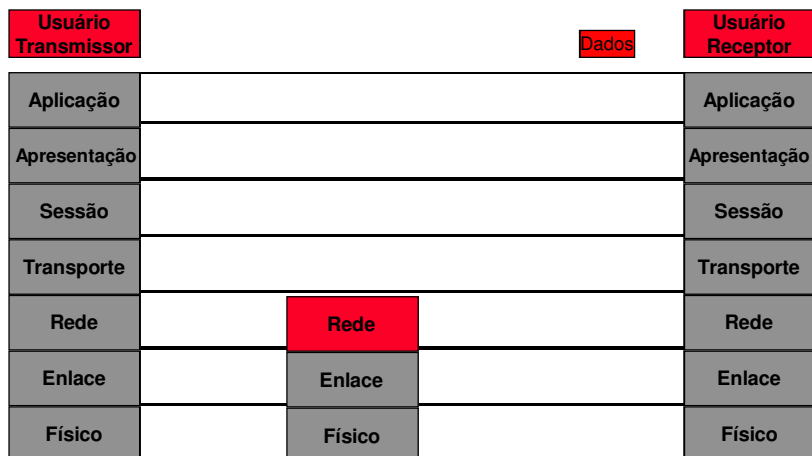 Usuário
Transmissor
Dados
Usuário
Receptor
Aplicação
Aplicação
Apresentação
Apresentação
Sessão
Sessão
Transporte
Transporte
Rede
Rede
Rede
Enlace
Enlace
Enlace
Físico
Físico
Físico